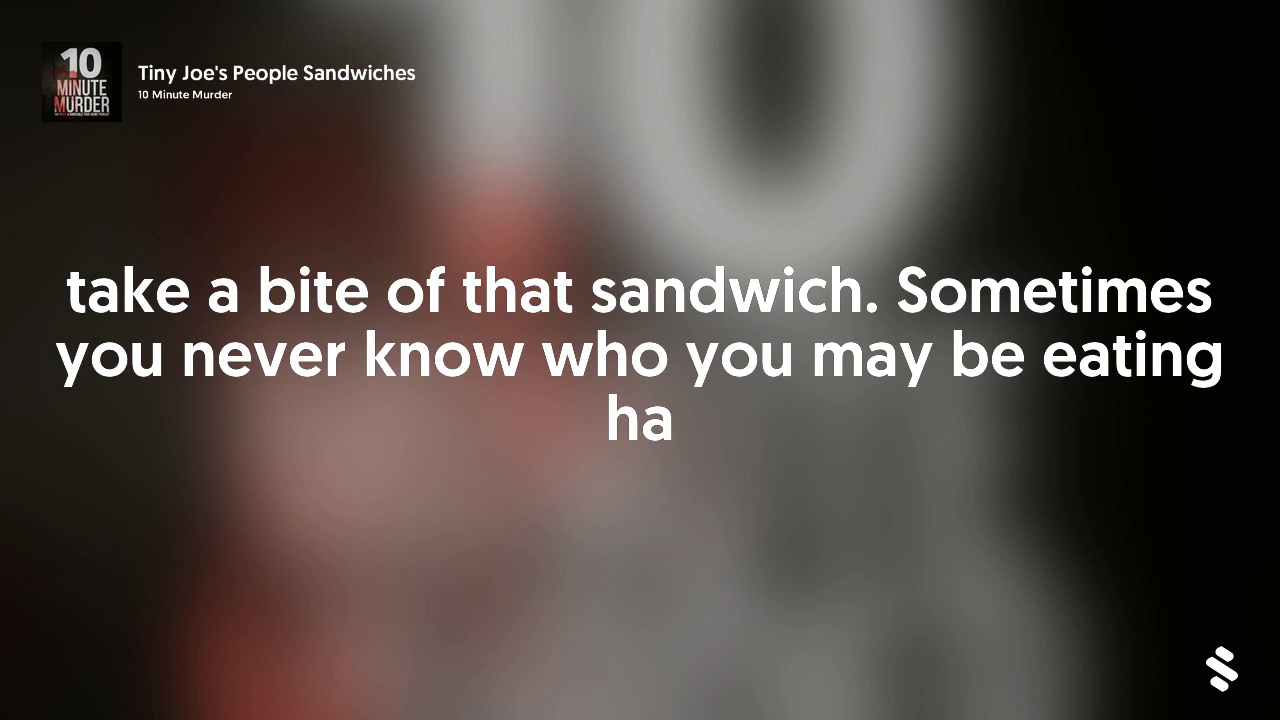 10
MINUTE
MURDER
Tiny Joe's People Sandwiches
10 Minute Murder
take a bite of that sandwich. Sometimes
you never know who you may be eating
ha